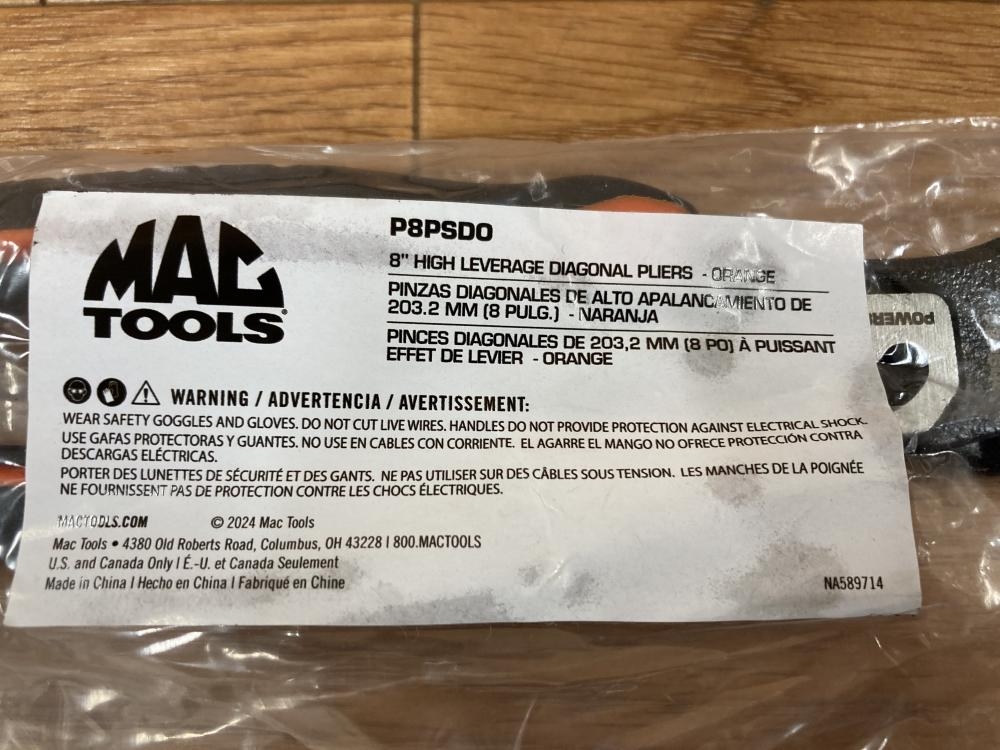 MAC
TOOLS®
P8PSDO
8" HIGH LEVERAGE DIAGONAL PLIERS - ORANGE
PINZAS DIAGONALES DE ALTO APALANCAMIENTO DE
203.2 MM (8 PULG.) - NARANJA
PINCES DIAGONALES DE 203,2 MM (8 PO) À PUISSANT
EFFET DE LEVIER - ORANGE
WARNING / ADVERTENCIA / AVERTISSEMENT:
WEAR SAFETY GOGGLES AND GLOVES. DO NOT CUT LIVE WIRES. HANDLES DO NOT PROVIDE PROTECTION AGAINST ELECTRICAL SHOCK.
USE GAFAS PROTECTORAS Y GUANTES. NO USE EN CABLES CON CORRIENTE. EL AGARRE EL MANGO NO OFRECE PROTECCIÓN CONTRA
DESCARGAS ELÉCTRICAS.
PORTER DES LUNETTES DE SÉCURITÉ ET DES GANTS. NE PAS UTILISER SUR DES CÂBLES SOUS TENSION. LES MANCHES DE LA POIGNÉE
NE FOURNISSENT PAS DE PROTECTION CONTRE LES CHOCS ÉLECTRIQUES.
MACTOOLS.COM © 2024 Mac Tools
Mac Tools • 4380 Old Roberts Road, Columbus, OH 43228 | 800.MACTOOLS
U.S. and Canada Only | É.-U. et Canada Seulement
Made in China | Hecho en China | Fabriqué en Chine
NA589714